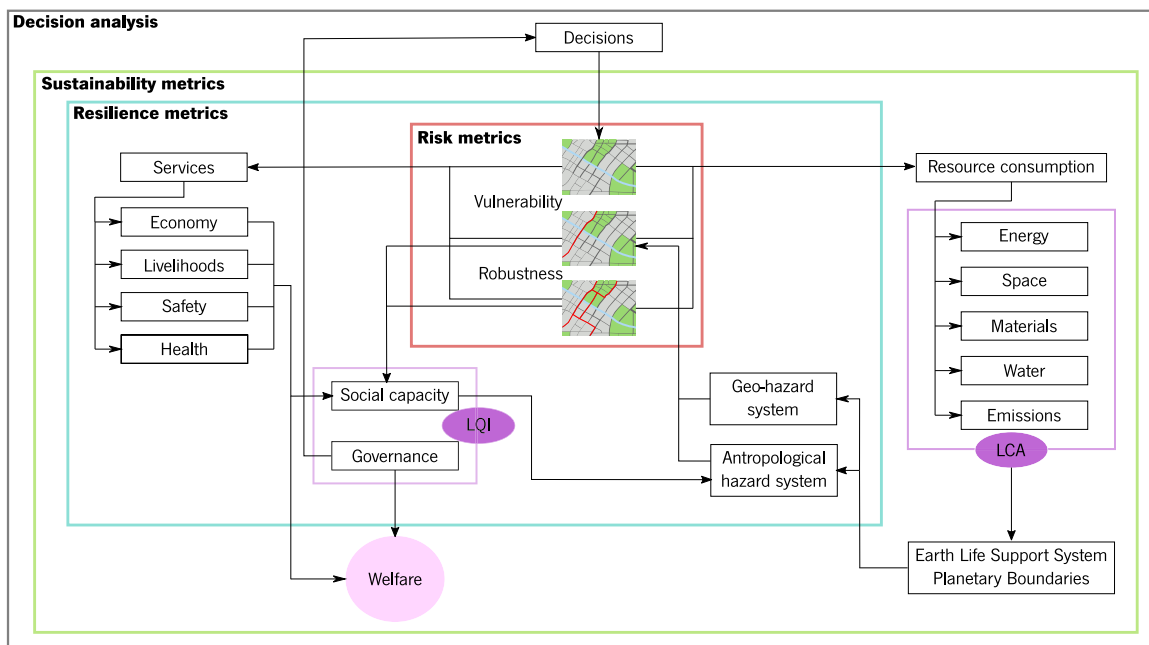 Decision analysis
Decisions
Sustainability metrics
Resilience metrics
Risk metrics
Services
Resource consumption
Vulnerability
Economy
Energy
Livelihoods
Robustness
Space
Safety
Materials
Health
Water
Social capacity
Geo-hazard
system
Emissions
LQI
Governance
Antropological
hazard system
LCA
Earth Life Support System
Planetary Boundaries
Welfare